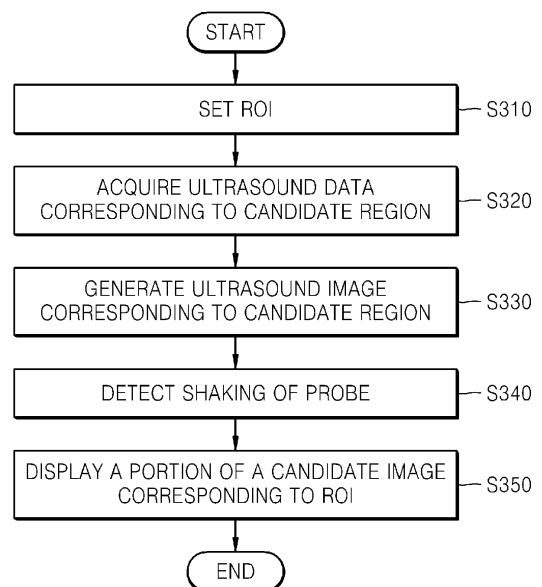 START
SET ROI
S310
ACQUIRE ULTRASOUND DATA
CORRESPONDING TO CANDIDATE REGION
S320
GENERATE ULTRASOUND IMAGE
CORRESPONDING TO CANDIDATE REGION
S330
DETECT SHAKING OF PROBE
S340
DISPLAY A PORTION OF A CANDIDATE IMAGE
CORRESPONDING TO ROI
S350
END